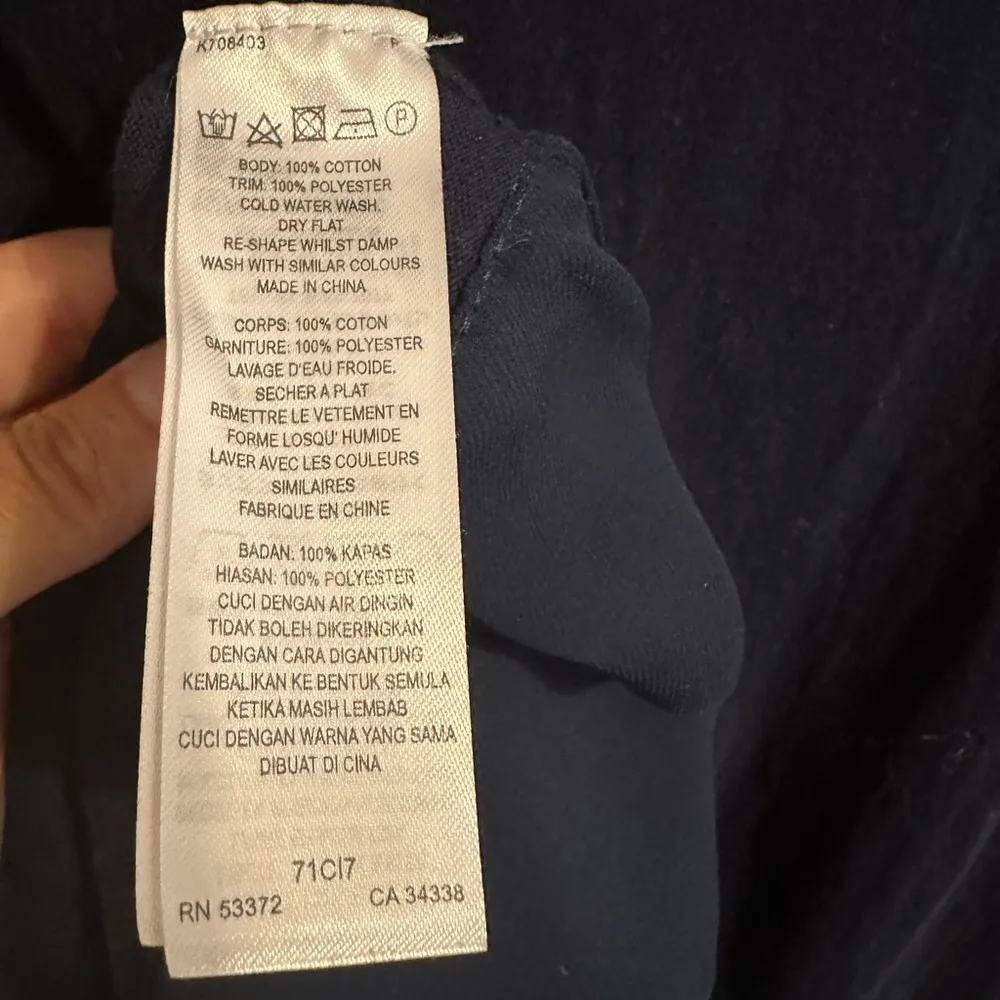 K708403
P
P
BODY: 100% COTTON
TRIM: 100% POLYESTER
COLD WATER WASH.
DRY FLAT
RE-SHAPE WHILST DAMP
WASH WITH SIMILAR COLOURS
MADE IN CHINA
CORPS: 100% COTON
GARNITURE: 100% POLYESTER
LAVAGE D'EAU FROIDE.
SECHER A PLAT
REMETTRE LE VETEMENT EN
FORME LOSQU' HUMIDE
LAVER AVEC LES COULEURS
SIMILAIRES
FABRIQUE EN CHINE
BADAN: 100% KAPAS
HIASAN: 100% POLYESTER
CUCI DENGAN AIR DINGIN
TIDAK BOLEH DIKERINGKAN
DENGAN CARA DIGANTUNG
KEMBALIKAN KE BENTUK SEMULA
KETIKA MASIH LEMBAB
CUCI DENGAN WARNA YANG SAMA
DIBUAT DI CINA
71CI7
RN 53372 CA 34338